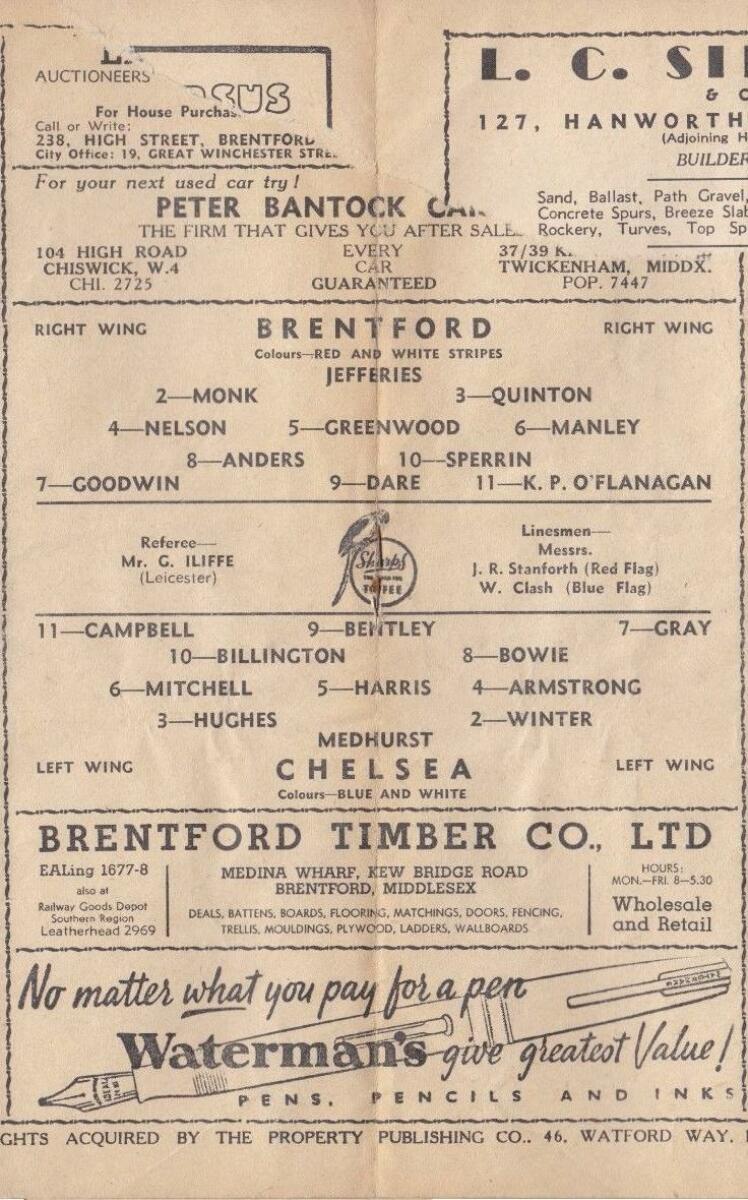 AUCTIONEERS
For House Purchas
Call or Write:
238, HIGH STREET, BRENTFORD
City Office: 19, GREAT WINCHESTER STRE
L. C. SI
& C
127, HANWORTH
(Adjoining H
BUILDER
Sand, Ballast, Path Gravel,
Concrete Spurs, Breeze Slab
Rockery, Turves, Top Sp
For your next used car try!
PETER BANTOCK CA
THE FIRM THAT GIVES YOU AFTER SALE
104 HIGH ROAD EVERY 37/39 K
CHISWICK, W.4 CAR TWICKENHAM, MIDDX.
CHI. 2725 GUARANTEED POP. 7447
RIGHT WING BRENTFORD RIGHT WING
Colours—RED AND WHITE STRIPES
JEFFERIES
2—MONK 3—QUINTON
4—NELSON 5—GREENWOOD 6—MANLEY
8—ANDERS 10—SPERRIN
7—GOODWIN 9—DARE 11—K. P. O'FLANAGAN
Referee—
Mr. G. ILIFFE
(Leicester)
Sharps
TOFFEE
Linesmen—
Messrs.
J. R. Stanforth (Red Flag)
W. Clash (Blue Flag)
11—CAMPBELL 9—BENTLEY 7—GRAY
10—BILLINGTON 8—BOWIE
6—MITCHELL 5—HARRIS 4—ARMSTRONG
3—HUGHES 2—WINTER
MEDHURST
LEFT WING CHELSEA LEFT WING
Colours—BLUE AND WHITE
BRENTFORD TIMBER CO., LTD
EALing 1677-8
also at
Railway Goods Depot
Southern Region
Leatherhead 2969
MEDINA WHARF, KEW BRIDGE ROAD
BRENTFORD, MIDDLESEX
DEALS, BATTENS, BOARDS, FLOORING, MATCHINGS, DOORS, FENCING,
TRELLIS, MOULDINGS, PLYWOOD, LADDERS, WALLBOARDS
HOURS:
MON.—FRI. 8—5.30
Wholesale
and Retail
No matter what you pay for a pen
Waterman's give greatest Value!
PENS, PENCILS AND INKS
GHTS ACQUIRED BY THE PROPERTY PUBLISHING CO., 46, WATFORD WAY,